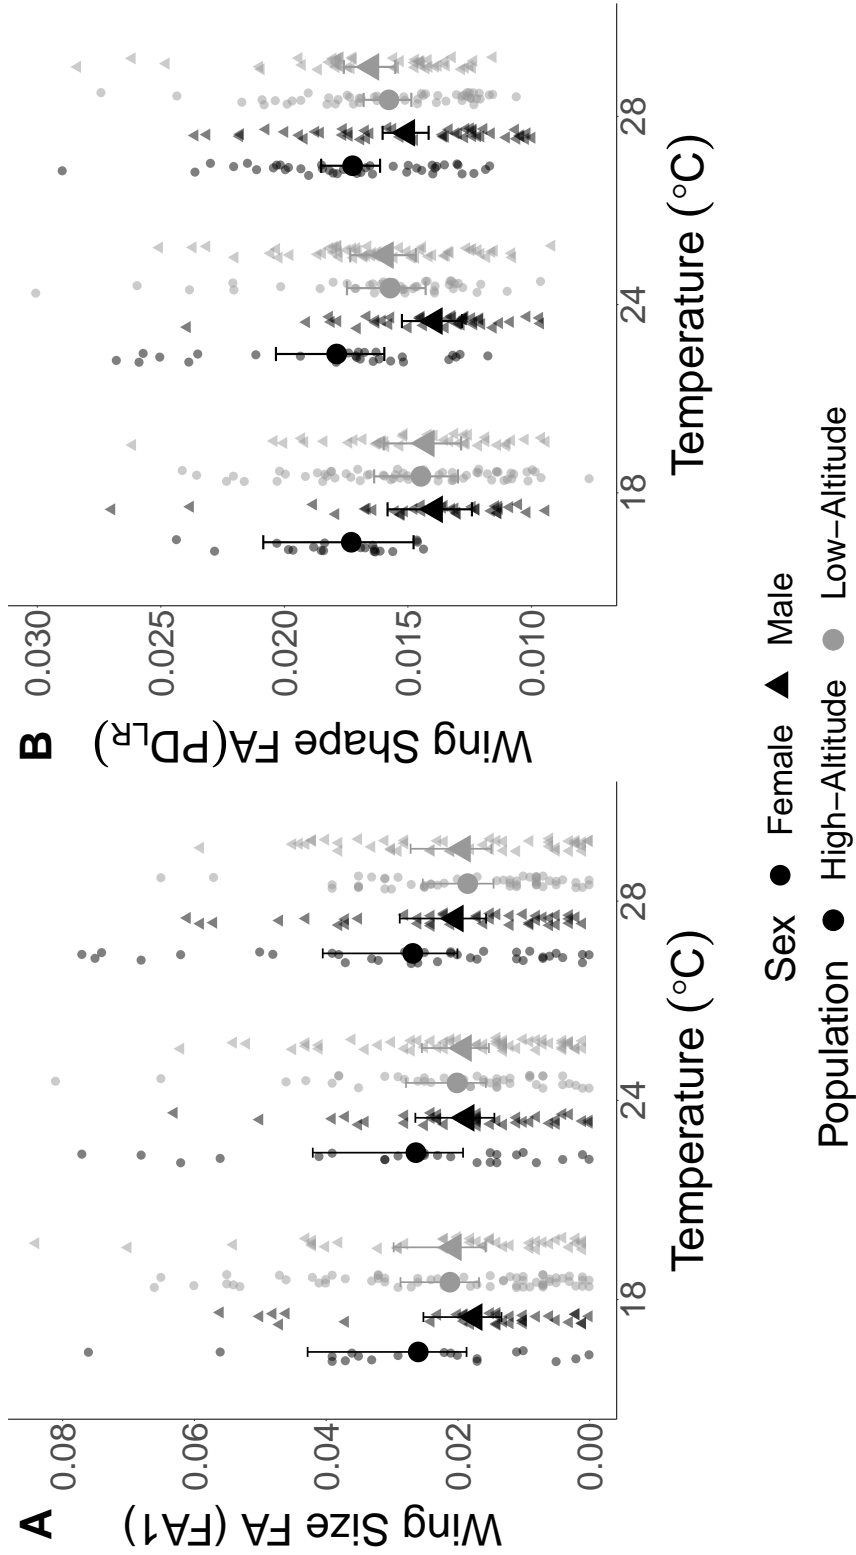 A
Wing Size FA (FA1)
0.08
0.06
0.04
0.02
0.00
18
24
28
Temperature (°C)
B
Wing Shape FA(PDLR)
0.030
0.025
0.020
0.015
0.010
18
24
28
Temperature (°C)
Sex Female Male
Population High−Altitude Low−Altitude